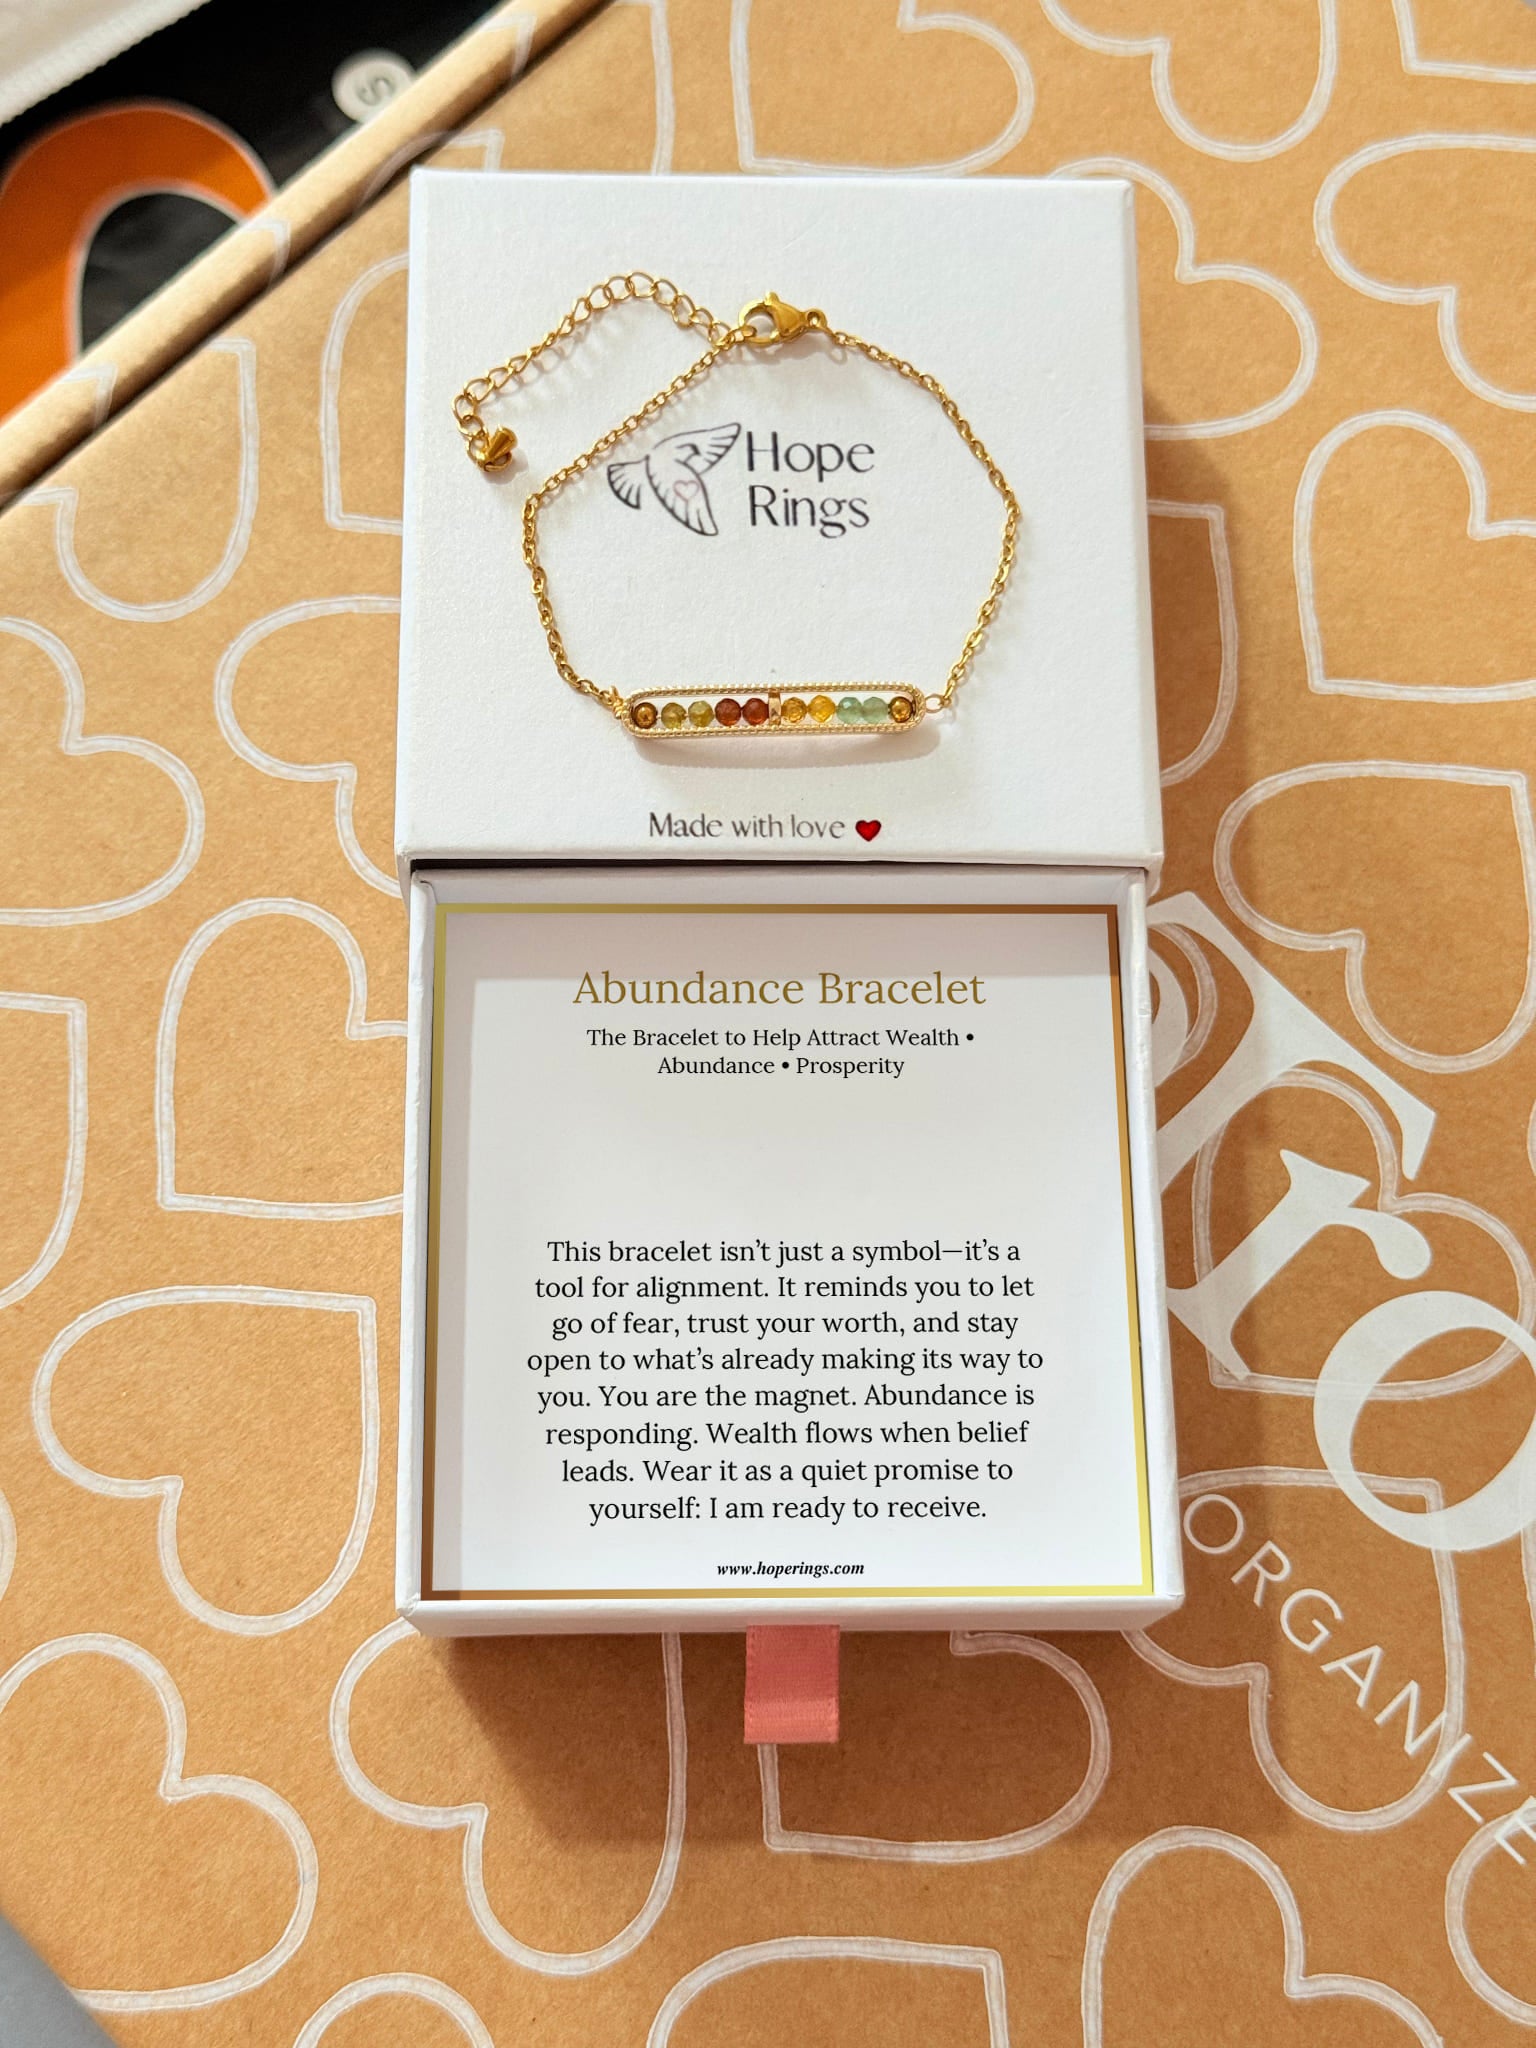 S
Hope
Rings
Made with love
Abundance Bracelet
The Bracelet to Help Attract Wealth •
Abundance • Prosperity
This bracelet isn’t just a symbol—it’s a
tool for alignment. It reminds you to let
go of fear, trust your worth, and stay
open to what’s already making its way to
you. You are the magnet. Abundance is
responding. Wealth flows when belief
leads. Wear it as a quiet promise to
yourself: I am ready to receive.
www.hoperings.com
ORGANIZE